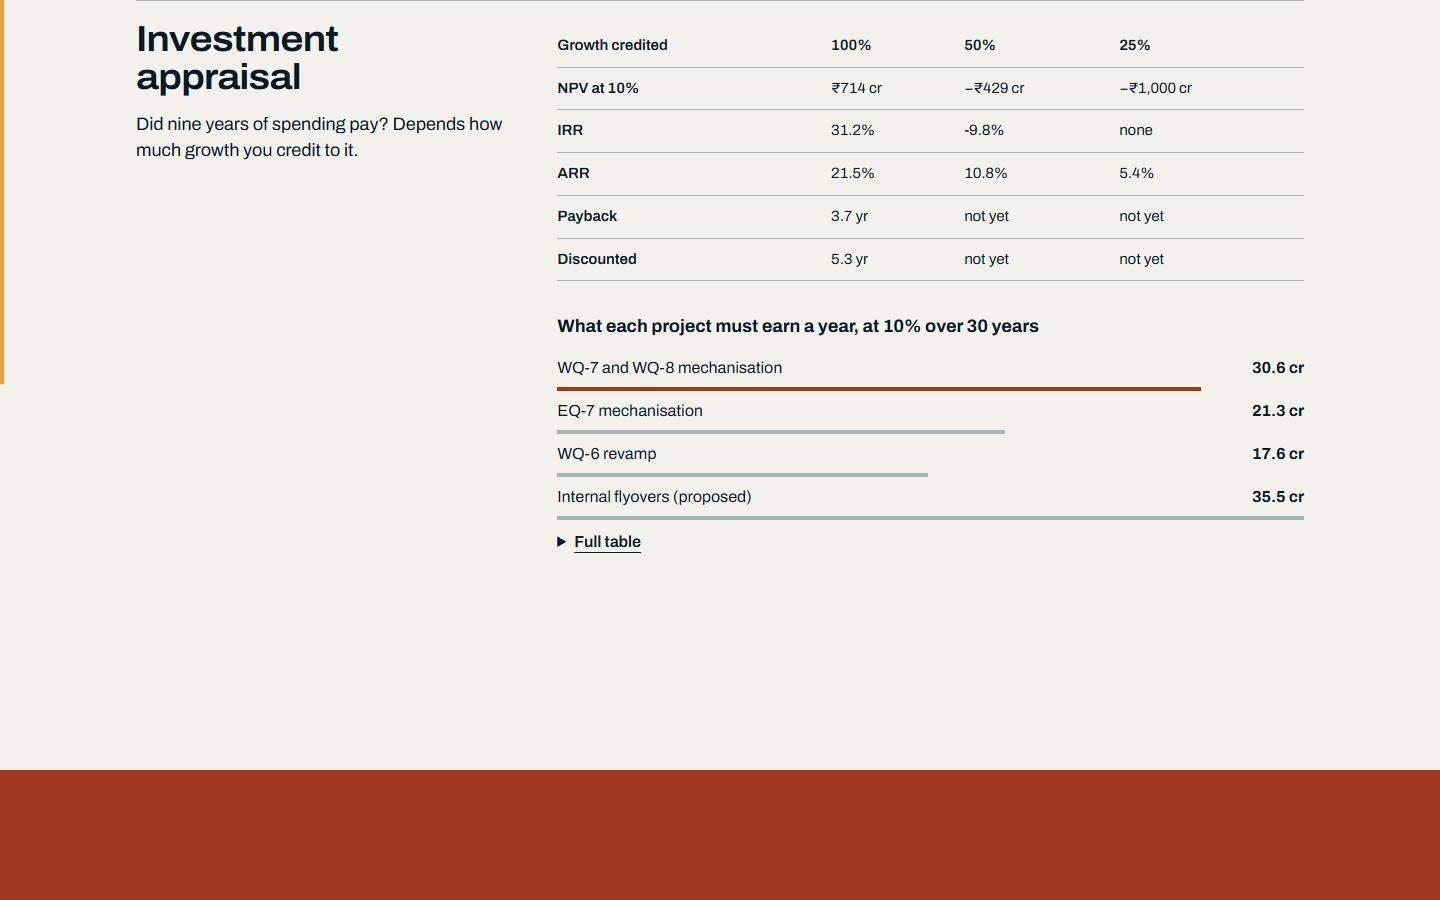 Investment
appraisal
Did nine years of spending pay? Depends how
much growth you credit to it.
Growth credited 100% 50% 25%
NPV at 10% ₹714 cr −₹429 cr −₹1,000 cr
IRR 31.2% -9.8% none
ARR 21.5% 10.8% 5.4%
Payback 3.7 yr not yet not yet
Discounted 5.3 yr not yet not yet
What each project must earn a year, at 10% over 30 years
WQ-7 and WQ-8 mechanisation 30.6 cr
EQ-7 mechanisation 21.3 cr
WQ-6 revamp 17.6 cr
Internal flyovers (proposed) 35.5 cr
Full table